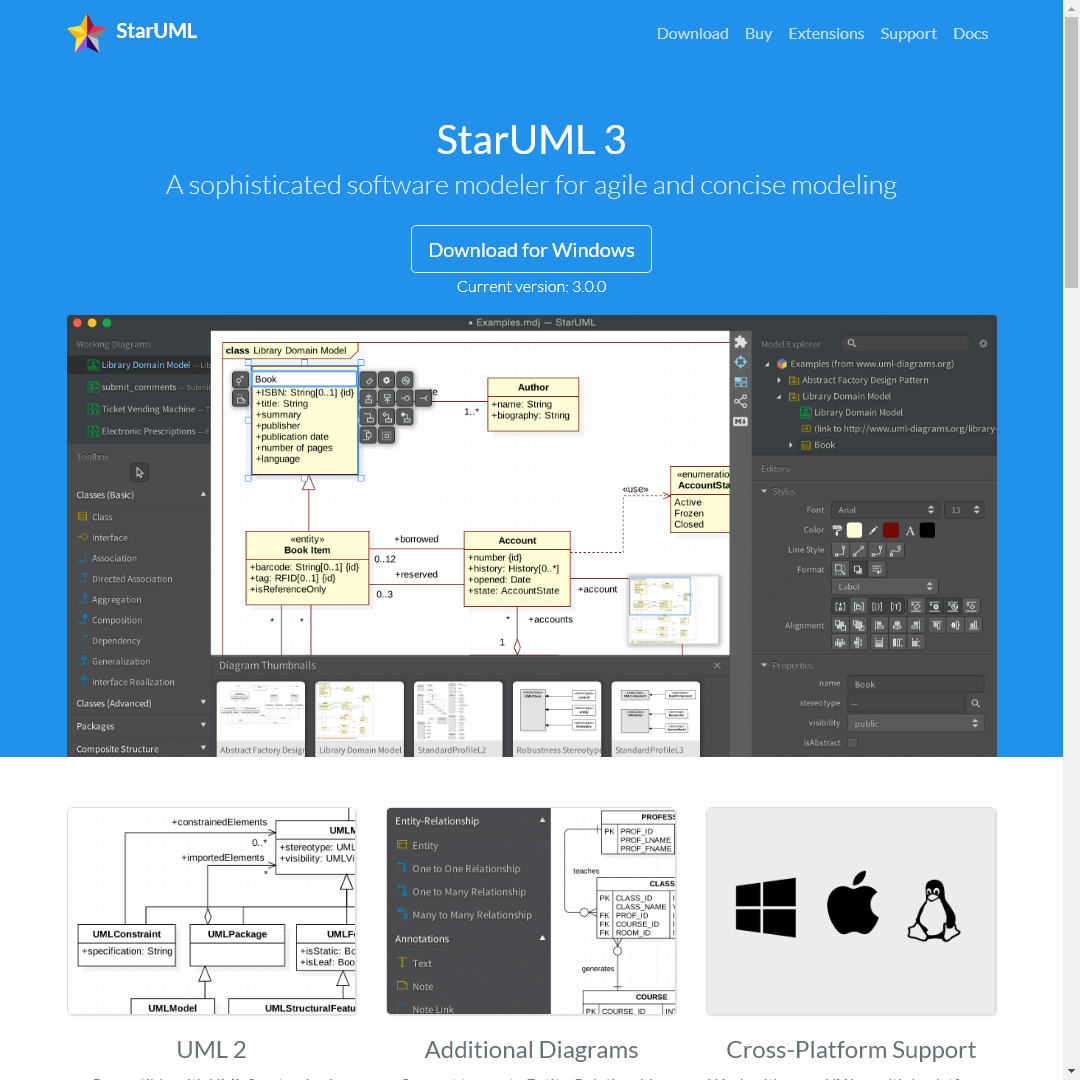 StarUML
Download Buy Extensions Support Docs
StarUML 3
A sophisticated software modeler for agile and concise modeling
Download for Windows
Current version: 3.0.0
• Examples.mdj — StarUML
Working Diagrams
Library Domain Model — Library
submit_comments — Submit
Ticket Vending Machine — Examples
Electronic Prescriptions — E
Toolbox
Classes (Basic)
Class
Interface
Association
Directed Association
Aggregation
Composition
Dependency
Generalization
Interface Realization
Classes (Advanced)
Packages
Composite Structure
class Library Domain Model
Book
+ISBN: String[0..1] {id}
+title: String
+summary
+publisher
+publication date
+number of pages
+language
1..*
Author
+name: String
+biography: String
«use»
«enumeratio
AccountSta
Active
Frozen
Closed
«entity»
Book Item
+barcode: String[0..1] {id}
+tag: RFID[0..1] {id}
+isReferenceOnly
+borrowed
0..12
+reserved
0..3
Account
+number {id}
+history: History[0..*]
+opened: Date
+state: AccountState
+account
* *
* +accounts
1
Diagram Thumbnails
Abstract Factory Design
Library Domain Model
StandardProfileL2
Robustness Stereotype
StandardProfileL3
Model Explorer
Examples (from www.uml-diagrams.org)
Abstract Factory Design Pattern
Library Domain Model
Library Domain Model
(link to http://www.uml-diagrams.org/library-
Book
Editors
Styles
Font Arial 13
Color A
Line Style
Format
Label
Alignment
Properties
name Book
stereotype —
visibility public
isAbstract
+constrainedElements
0..*
+importedElements
*
UMLM
+stereotype: UML
+visibility: UMLVi
UMLConstraint
+specification: String
UMLPackage
UMLF
+isStatic: Bo
+isLeaf: Boo
UMLModel
UMLStructuralFeatu
Entity-Relationship
Entity
One to One Relationship
One to Many Relationship
Many to Many Relationship
Annotations
Text
Note
Note Link
PROFESS
PK PROF_ID
PROF_LNAME
PROF_FNAME
teaches
CLASS
PK CLASS_ID
CLASS_NAME
FK PROF_ID
FK COURSE_ID
FK ROOM_ID
generates
COURSE
PK COURSE_ID INT
UML 2
Additional Diagrams
Cross-Platform Support